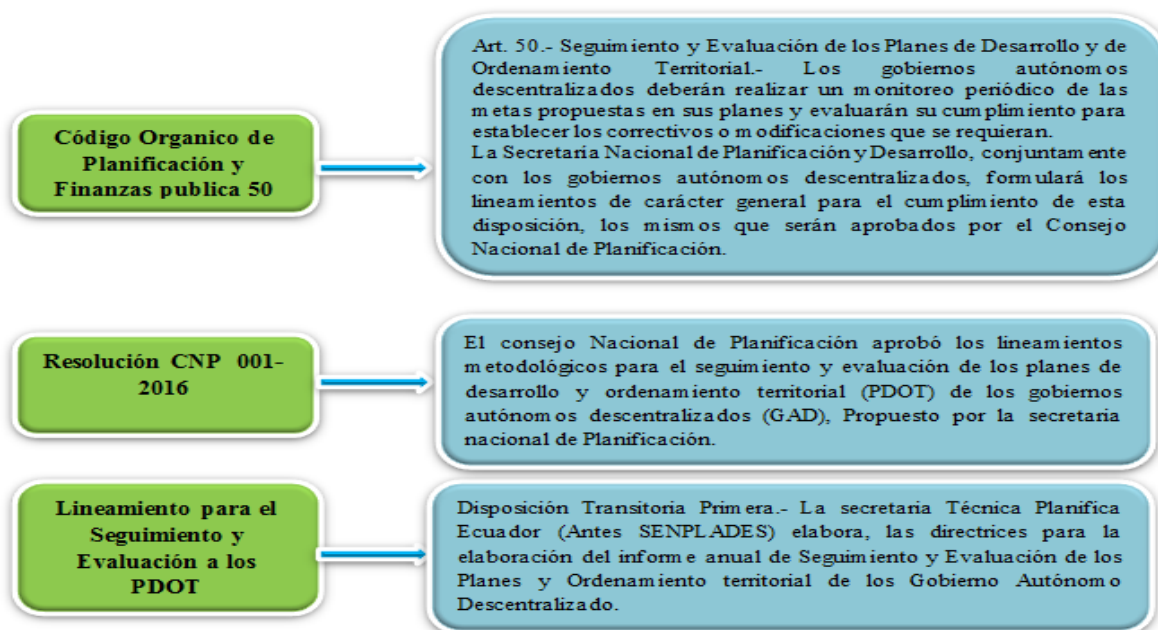 Código Organico de
Planificación y
Finanzas publica 50
Art. 50.- Seguimiento y Evaluación de los Planes de Desarrollo y de
Ordenamiento Territorial.- Los gobiernos autónomos
descentralizados deberán realizar un monitoreo periódico de las
metas propuestas en sus planes y evaluarán su cumplimiento para
establecer los correctivos o modificaciones que se requieran.
La Secretaría Nacional de Planificación y Desarrollo, conjuntamente
con los gobiernos autónomos descentralizados, formulará los
lineamientos de carácter general para el cumplimiento de esta
disposición, los mismos que serán aprobados por el Consejo
Nacional de Planificación.
Resolución CNP 001-
2016
El consejo Nacional de Planificación aprobó los lineamientos
metodológicos para el seguimiento y evaluación de los planes de
desarrollo y ordenamiento territorial (PDOT) de los gobiernos
autónomos descentralizados (GAD), Propuesto por la secretaria
nacional de Planificación.
Lineamiento para el
Seguimiento y
Evaluación a los
PDOT
Disposición Transitoria Primera.- La secretaria Técnica Planifica
Ecuador (Antes SENPLADES) elabora, las directrices para la
elaboración del informe anual de Seguimiento y Evaluación de los
Planes y Ordenamiento territorial de los Gobierno Autónomo
Descentralizado.